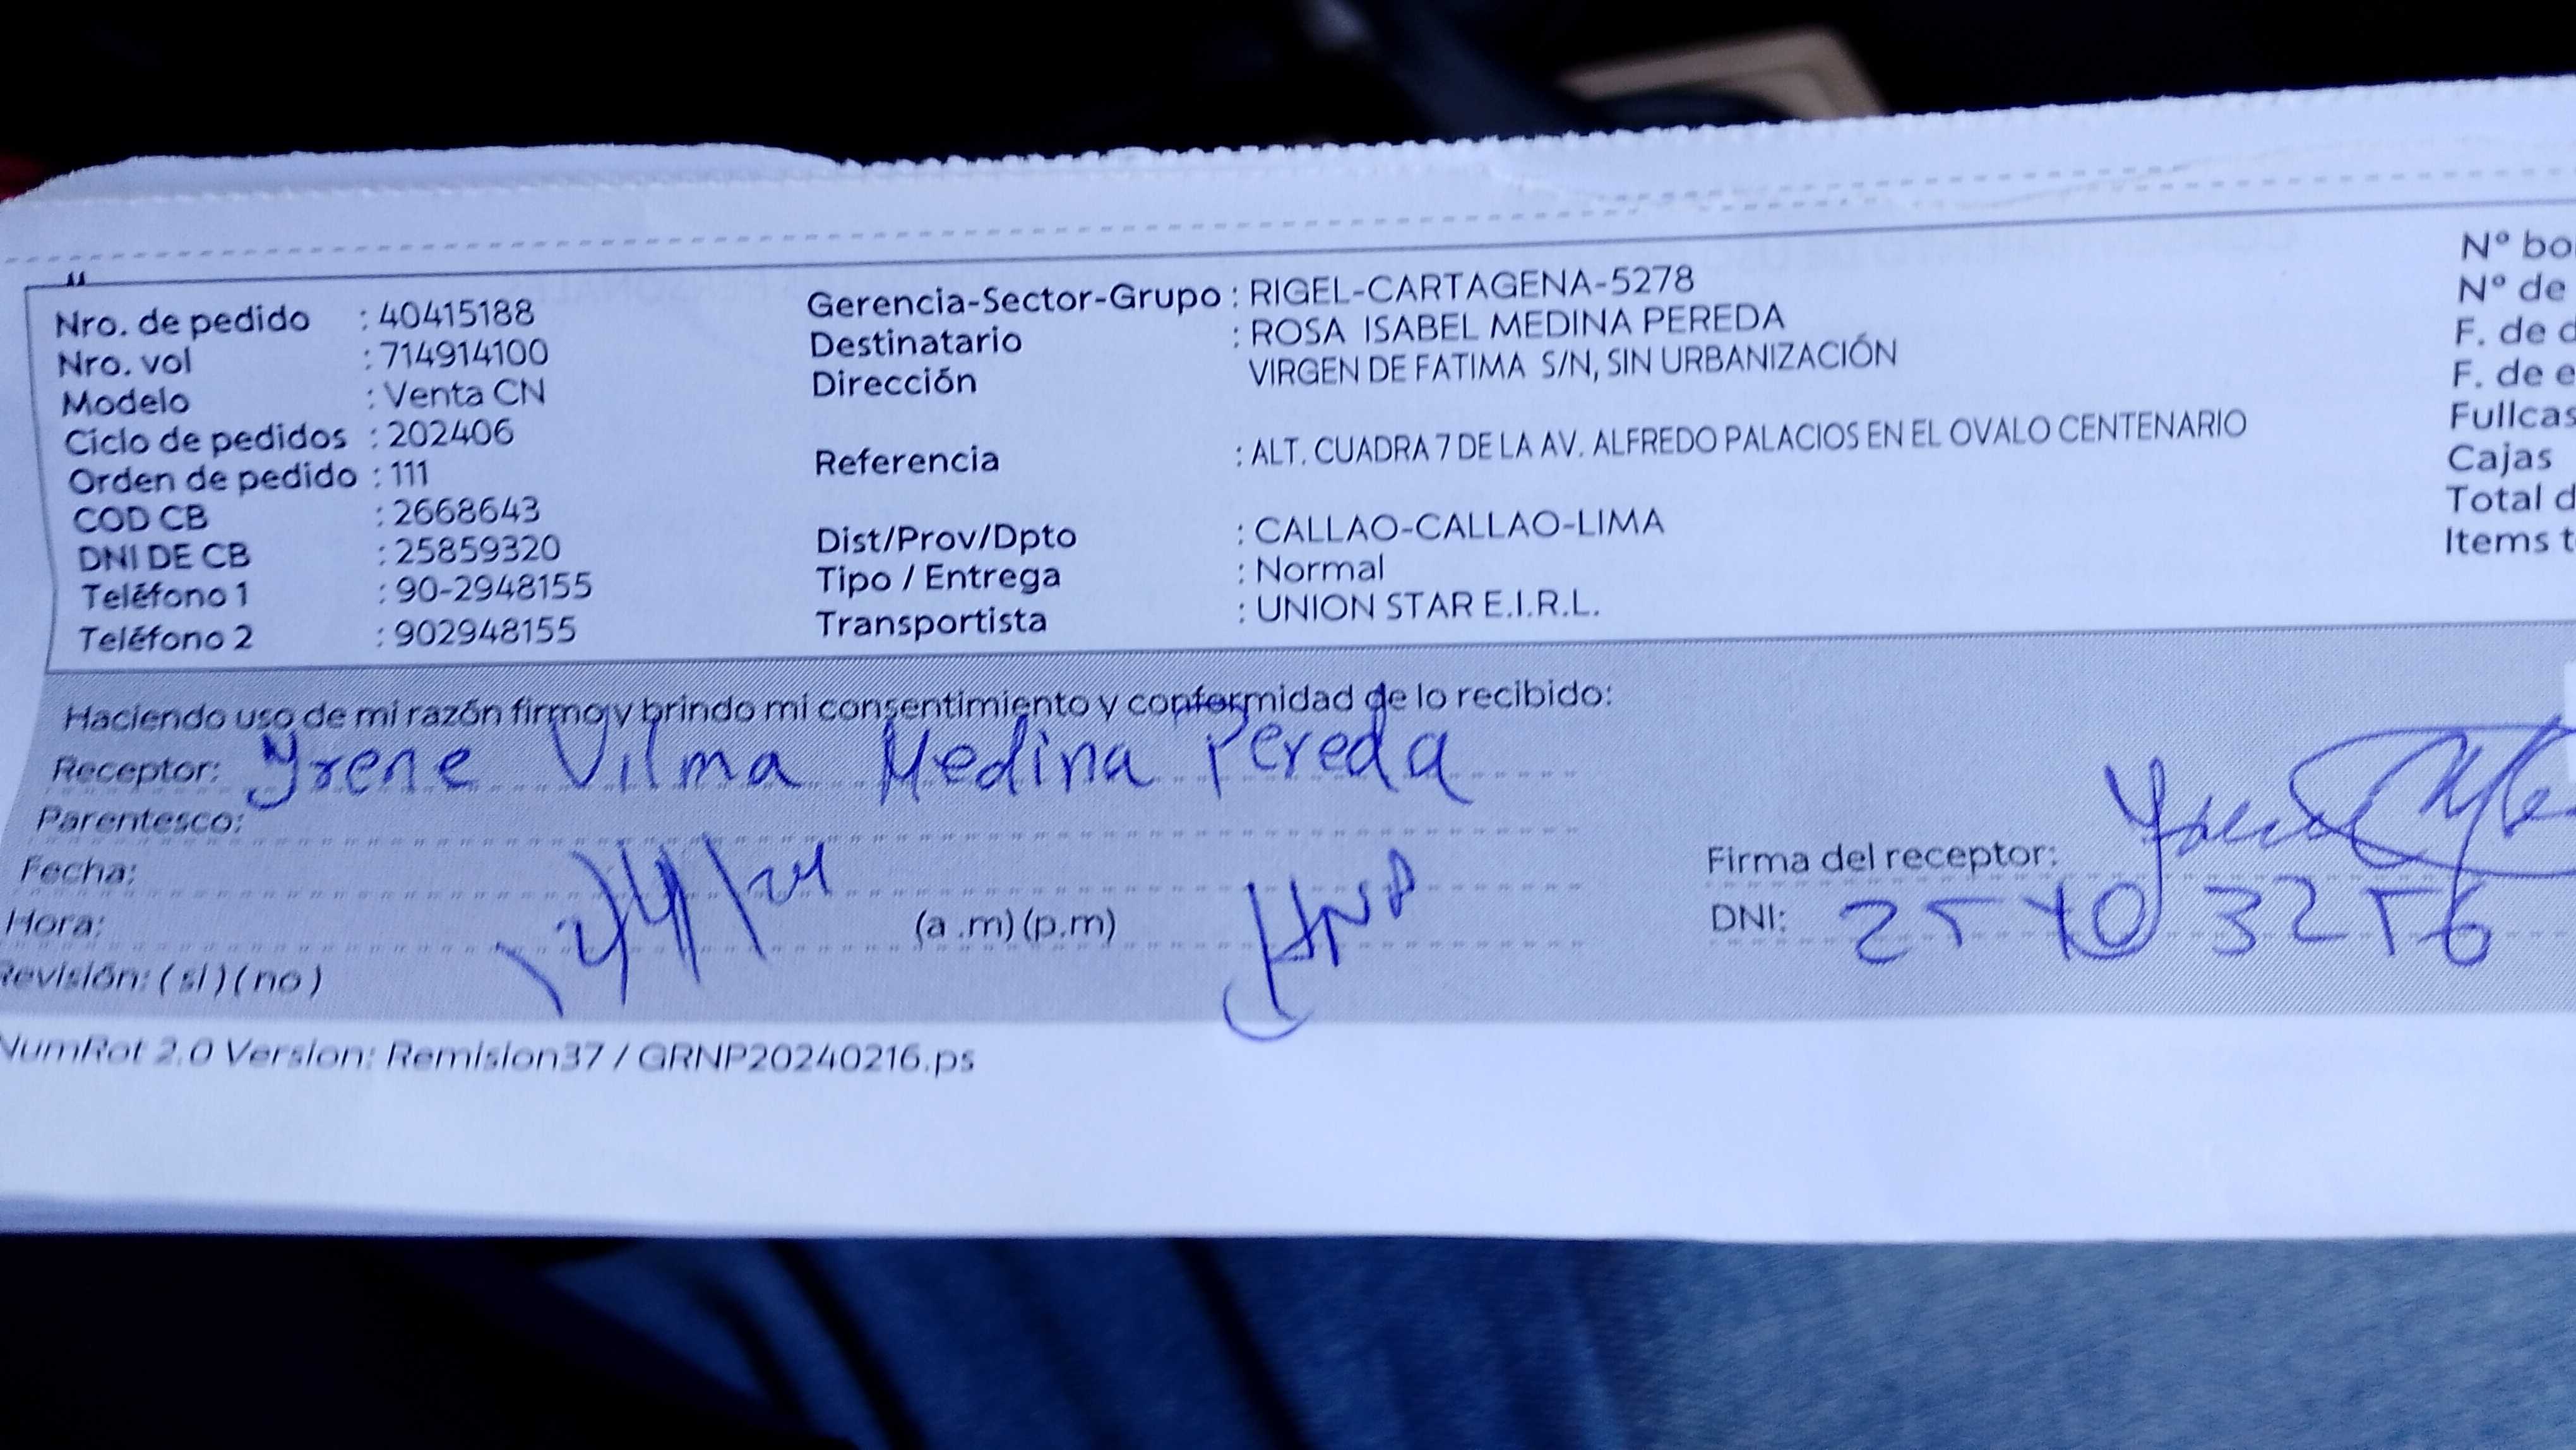 Nro. de pedido : 40415188
Nro. vol : 714914100
Modelo : Venta CN
Ciclo de pedidos : 202406
Orden de pedido : 111
COD CB : 2668643
DNI DE CB : 25859320
Teléfono 1 : 90-2948155
Teléfono 2 : 902948155
Gerencia-Sector-Grupo : RIGEL-CARTAGENA-5278
Destinatario : ROSA ISABEL MEDINA PEREDA
Dirección VIRGEN DE FATIMA S/N, SIN URBANIZACIÓN
Referencia : ALT. CUADRA 7 DE LA AV. ALFREDO PALACIOS EN EL OVALO CENTENARIO
Dist/Prov/Dpto : CALLAO-CALLAO-LIMA
Tipo / Entrega : Normal
Transportista : UNION STAR E.I.R.L.
N° bo
N° de
F. de d
F. de e
Fullcas
Cajas
Total d
Items t
Haciendo uso de mi razón firmo y brindo mi consentimiento y conformidad de lo recibido:
Receptor: Yrene Vilma Medina Pereda
Parentesco:
Fecha:
Hora: (a .m) (p.m)
Revisión: ( si ) ( no )
Firma del receptor:
DNI:
NumRot 2.0 Version: Remision37 / GRNP20240216.ps